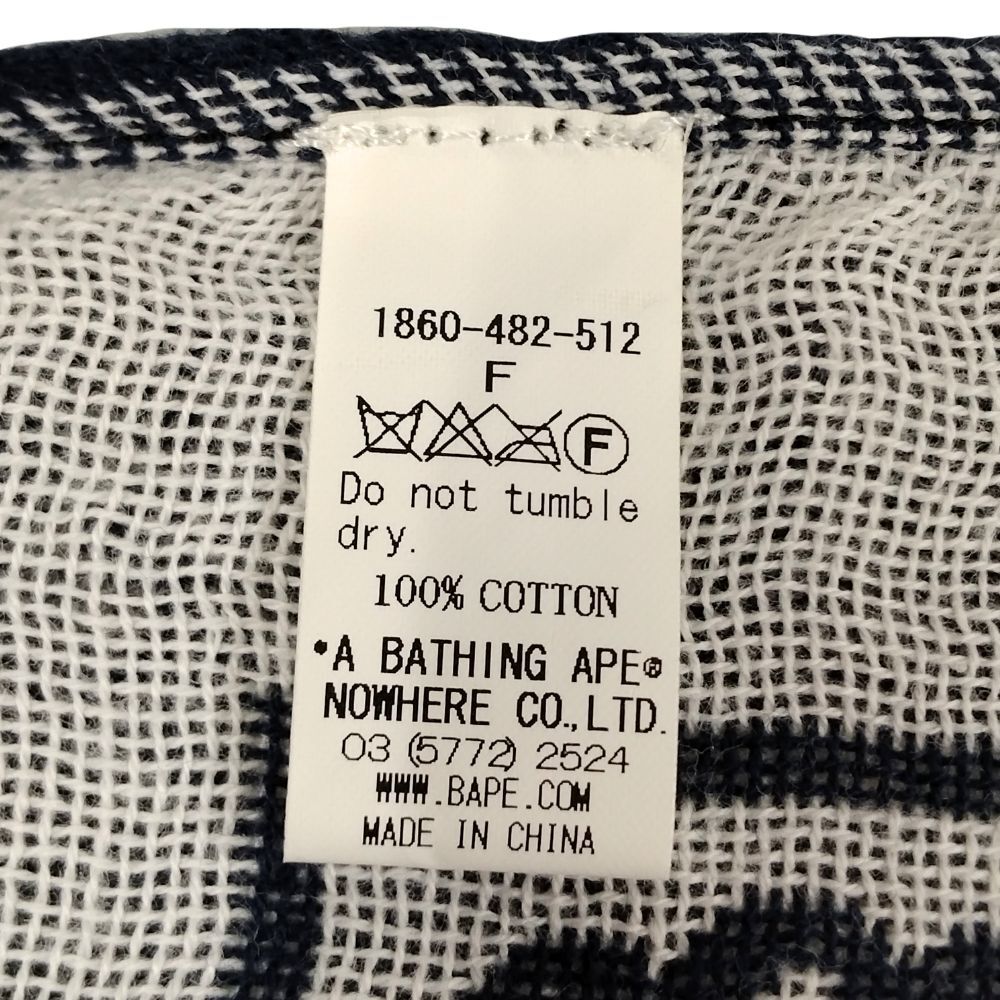 1860-482-512
F
F
Do not tumble
dry.
100% COTTON
•A BATHING APE®
NOWHERE CO.,LTD.
03 (5772) 2524
WWW.BAPE.COM
MADE IN CHINA